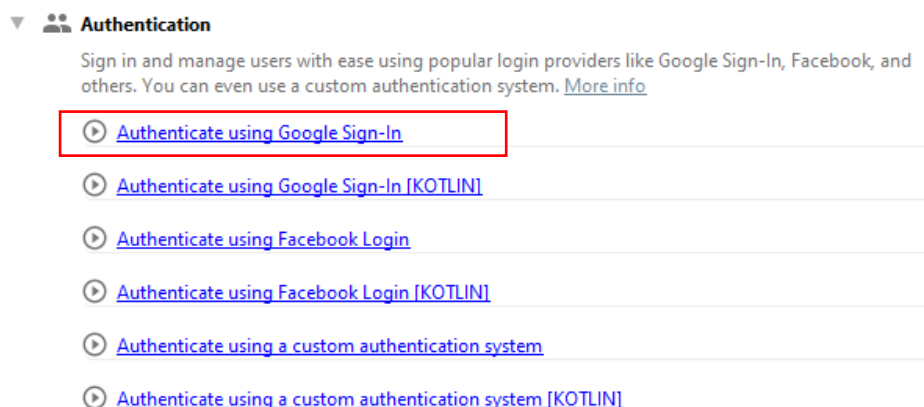 Authentication
Sign in and manage users with ease using popular login providers like Google Sign-In, Facebook, and
others. You can even use a custom authentication system. More info
Authenticate using Google Sign-In
Authenticate using Google Sign-In [KOTLIN]
Authenticate using Facebook Login
Authenticate using Facebook Login [KOTLIN]
Authenticate using a custom authentication system
Authenticate using a custom authentication system [KOTLIN]